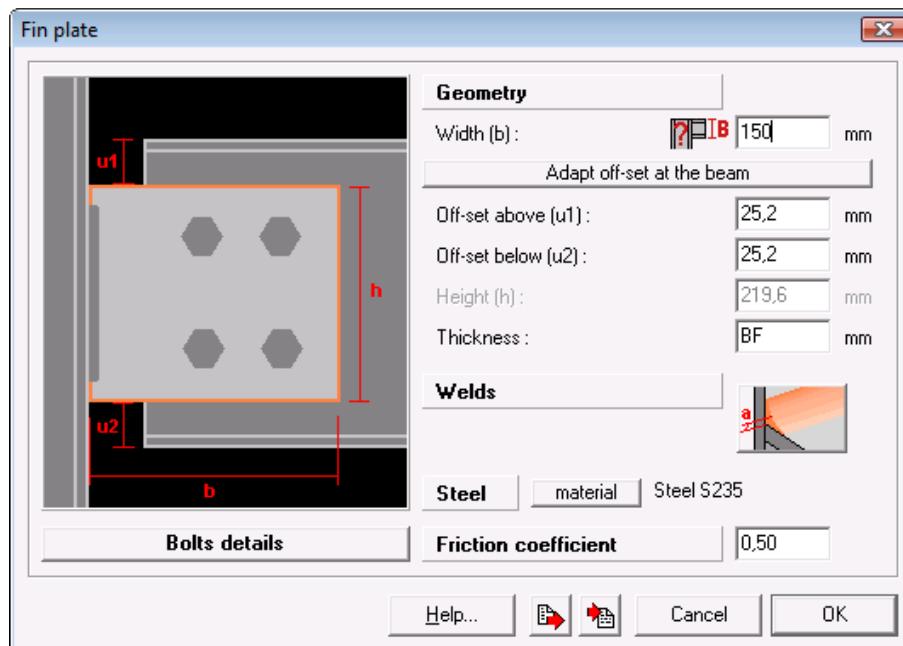 Fin plate
u1
h
u2
b
Bolts details
Geometry
Width (b) : ? B 150 mm
Adapt off-set at the beam
Off-set above (u1) : 25,2 mm
Off-set below (u2) : 25,2 mm
Height (h) : 219,6 mm
Thickness : BF mm
Welds
a
Steel material Steel S235
Friction coefficient 0,50
Help... Cancel OK